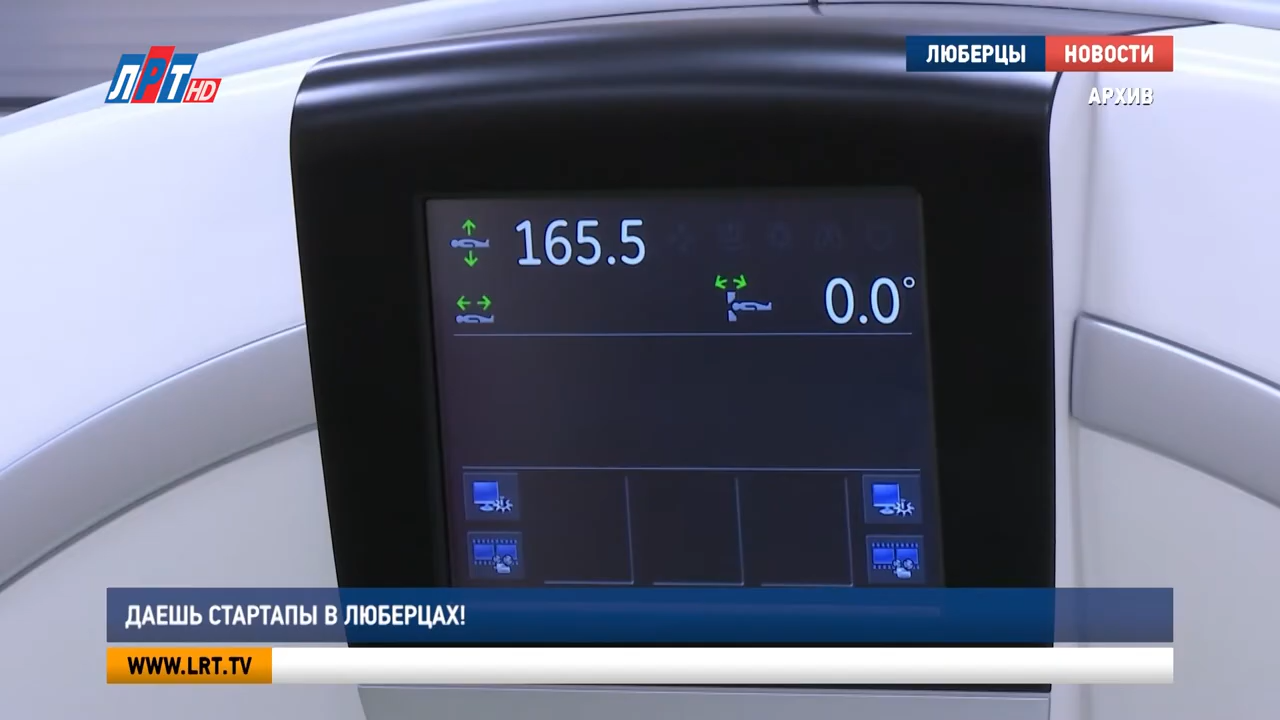 ЛРТ HD
ЛЮБЕРЦЫ НОВОСТИ
АРХИВ
165.5
0.0°
ДАЕШЬ СТАРТАПЫ В ЛЮБЕРЦАХ!
WWW.LRT.TV